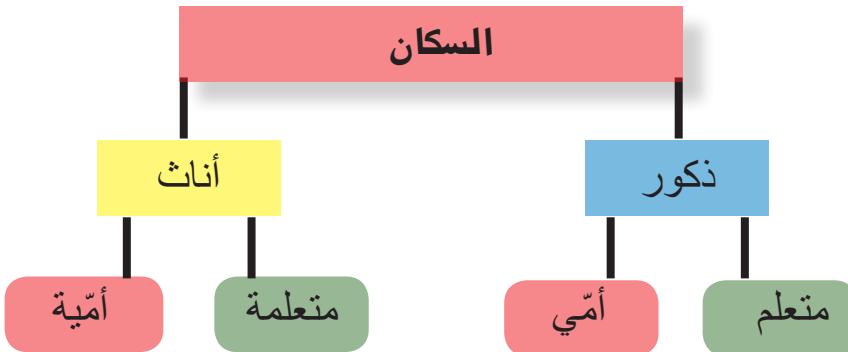 السكان
ذكور
أناث
متعلم
أمّي
متعلمة
أمّية